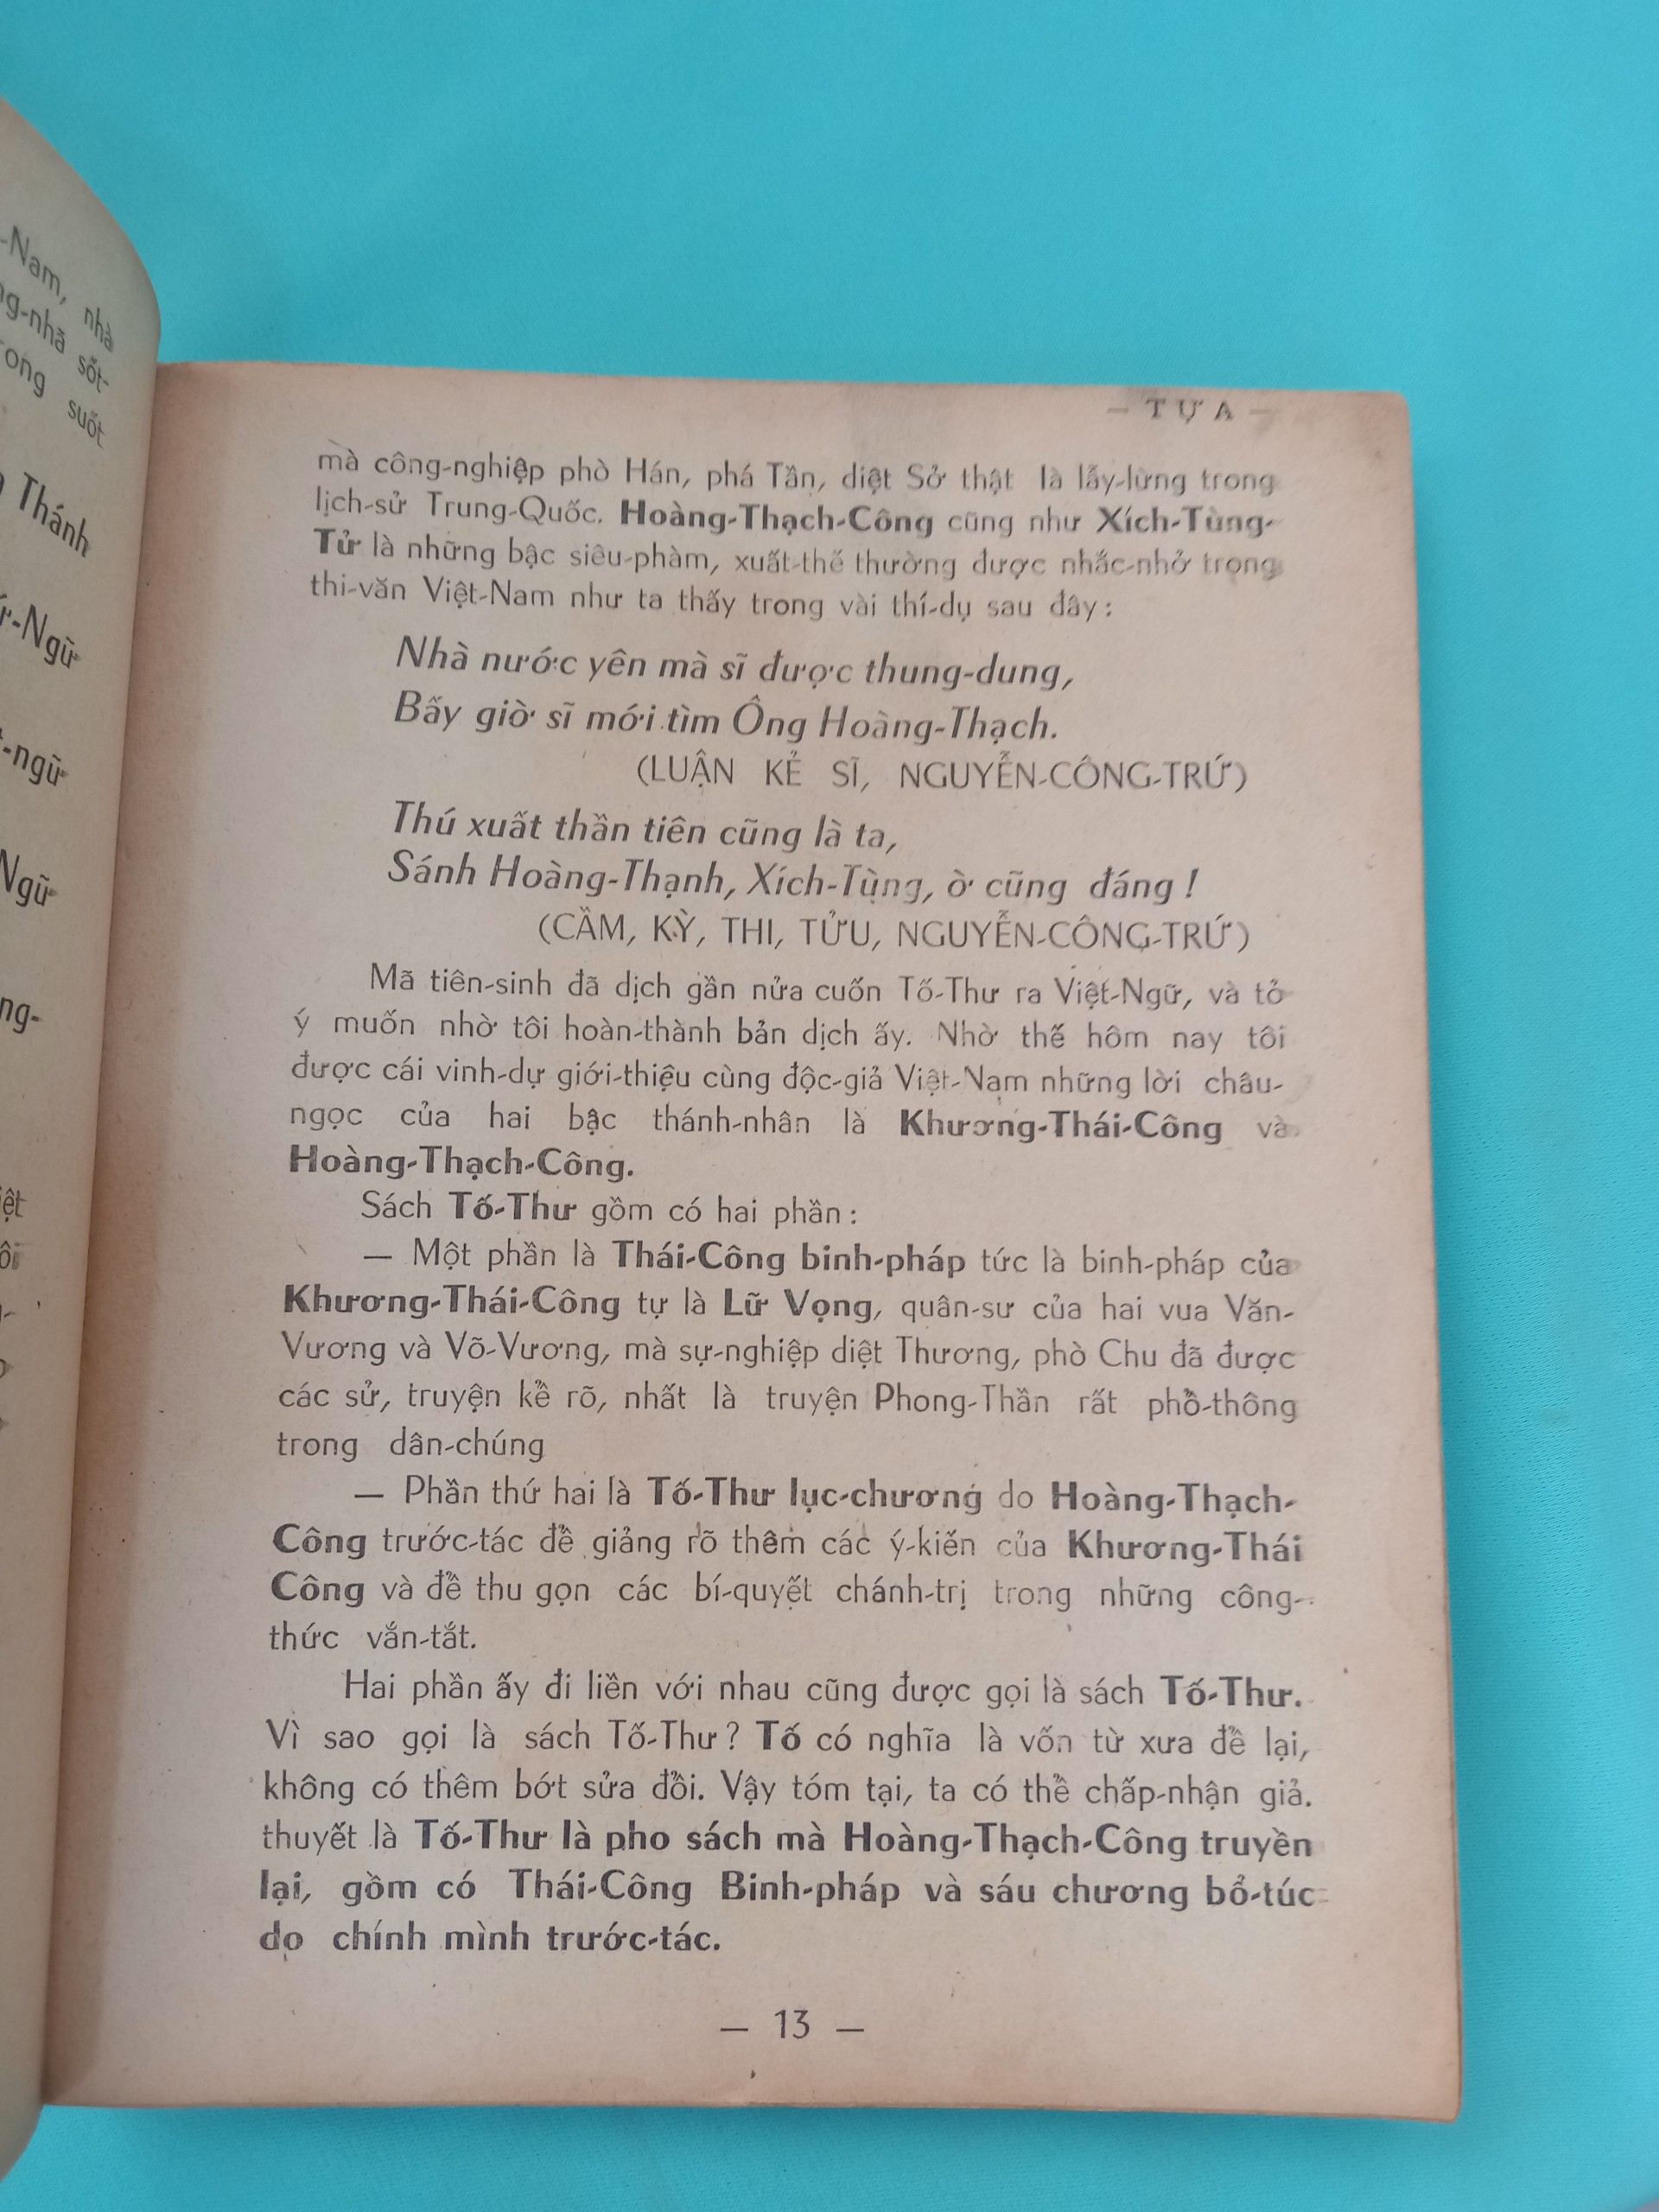 -Nam, nhà
ng-nhã sốt-
rong suốt
Thánh
-Ngữ
-ngữ
Ngữ
ng-
iệt
— TỰA —
mà công-nghiệp phò Hán, phá Tần, diệt Sở thật là lẫy-lừng trong
lịch-sử Trung-Quốc. Hoàng-Thạch-Công cũng như Xích-Tùng-
Tử là những bậc siêu-phàm, xuất-thế thường được nhắc-nhở trong
thi-văn Việt-Nam như ta thấy trong vài thí-dụ sau đây :
Nhà nước yên mà sĩ được thung-dung,
Bấy giờ sĩ mới tìm Ông Hoàng-Thạch.
(LUẬN KẺ SĨ, NGUYỄN-CÔNG-TRỨ)
Thú xuất thần tiên cũng là ta,
Sánh Hoàng-Thạnh, Xích-Tùng, ờ cũng đáng !
(CẦM, KỲ, THI, TỬU, NGUYỄN-CÔNG-TRỨ)
Mã tiên-sinh đã dịch gần nửa cuốn Tố-Thư ra Việt-Ngữ, và tỏ
ý muốn nhờ tôi hoàn-thành bản dịch ấy. Nhờ thế hôm nay tôi
được cái vinh-dự giới-thiệu cùng độc-giả Việt-Nam những lời châu-
ngọc của hai bậc thánh-nhân là Khương-Thái-Công và
Hoàng-Thạch-Công.
Sách Tố-Thư gồm có hai phần :
— Một phần là Thái-Công binh-pháp tức là binh-pháp của
Khương-Thái-Công tự là Lữ Vọng, quân-sư của hai vua Văn-
Vương và Võ-Vương, mà sự-nghiệp diệt Thương, phò Chu đã được
các sử, truyện kể rõ, nhất là truyện Phong-Thần rất phổ-thông
trong dân-chúng
— Phần thứ hai là Tố-Thư lục-chương do Hoàng-Thạch-
Công trước-tác để giảng rõ thêm các ý-kiến của Khương-Thái
Công và để thu gọn các bí-quyết chánh-trị trong những công-
thức vắn-tắt.
Hai phần ấy đi liền với nhau cũng được gọi là sách Tố-Thư.
Vì sao gọi là sách Tố-Thư ? Tố có nghĩa là vốn từ xưa để lại,
không có thêm bớt sửa đổi. Vậy tóm tại, ta có thể chấp-nhận giả.
thuyết là Tố-Thư là pho sách mà Hoàng-Thạch-Công truyền
lại, gồm có Thái-Công Binh-pháp và sáu chương bổ-túc
do chính mình trước-tác.
— 13 —